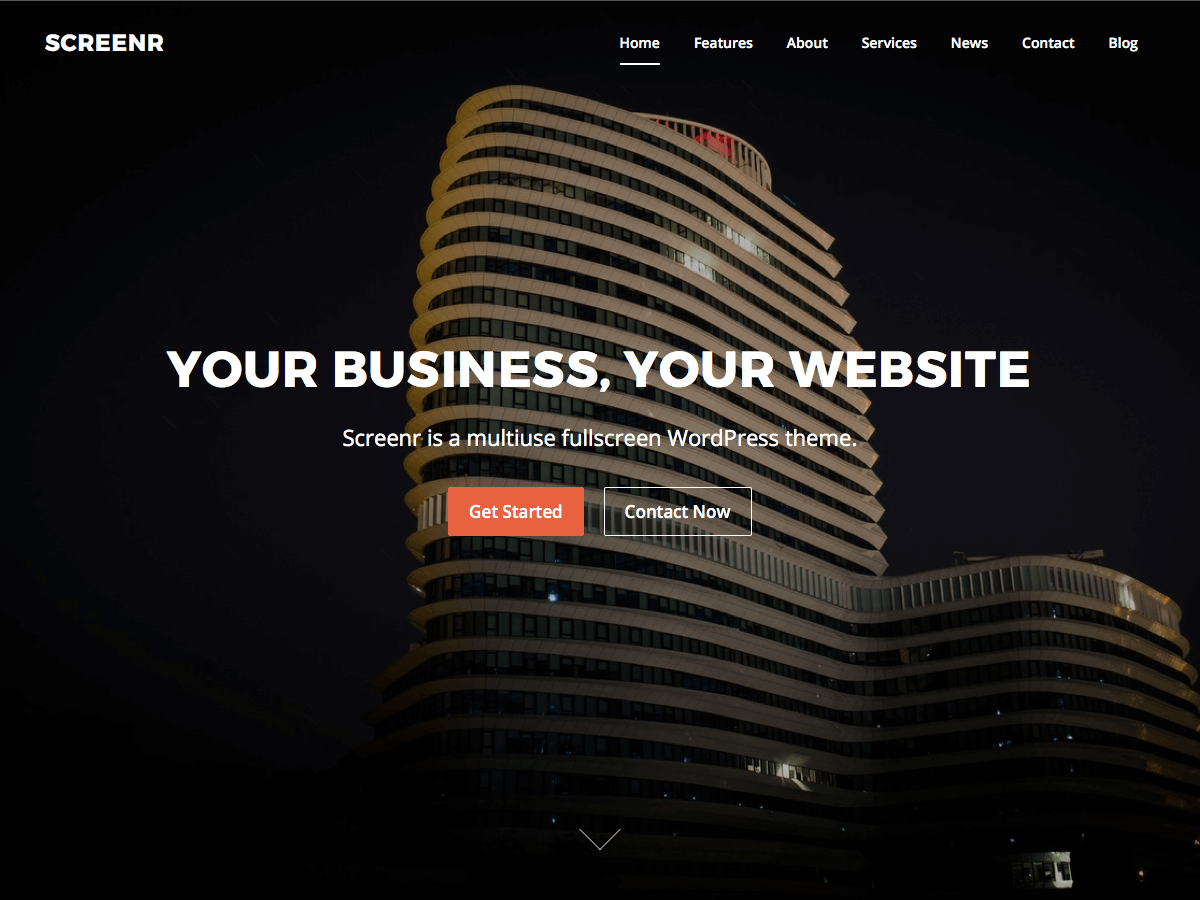 SCREENR
Home Features About Services News Contact Blog
YOUR BUSINESS, YOUR WEBSITE
Screenr is a multiuse fullscreen WordPress theme.
Get Started Contact Now